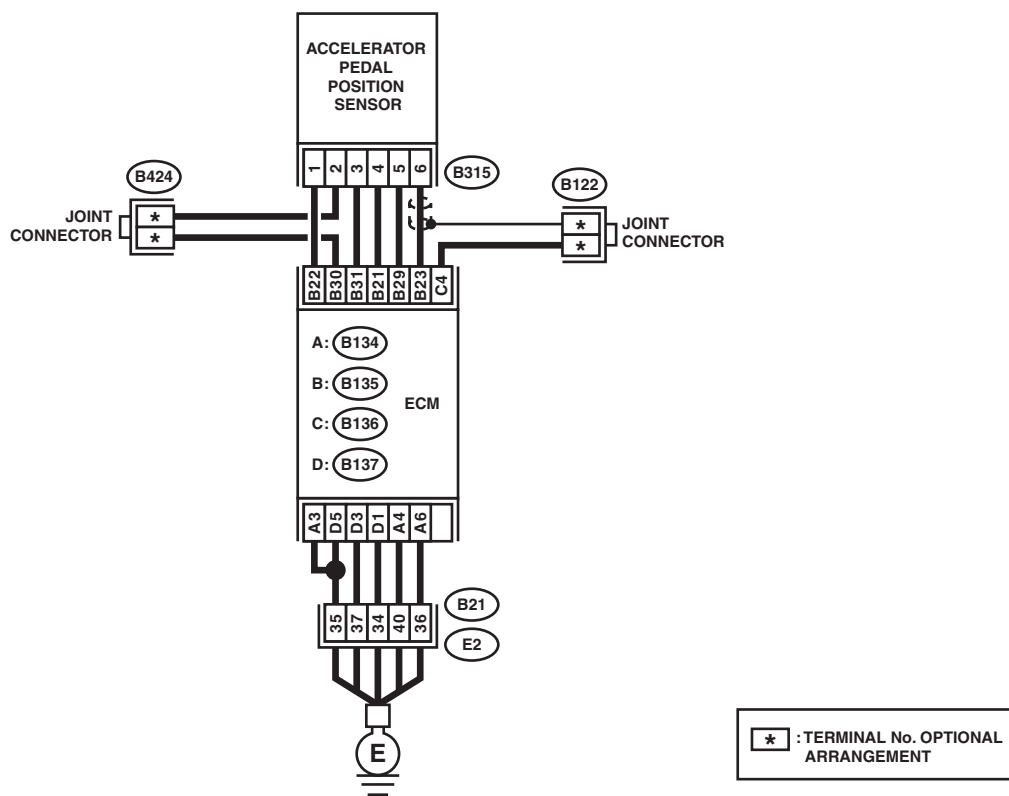 ACCELERATOR
PEDAL
POSITION
SENSOR
1 2 3 4 5 6
B315
B424
JOINT
CONNECTOR
*
*
B122
*
*
JOINT
CONNECTOR
B22 B30 B31 B21 B29 B23 C4
A: B134
B: B135
C: B136
D: B137
ECM
A3 D5 D3 D1 A4 A6
35 37 34 40 36
B21
E2
E
* : TERMINAL No. OPTIONAL
ARRANGEMENT